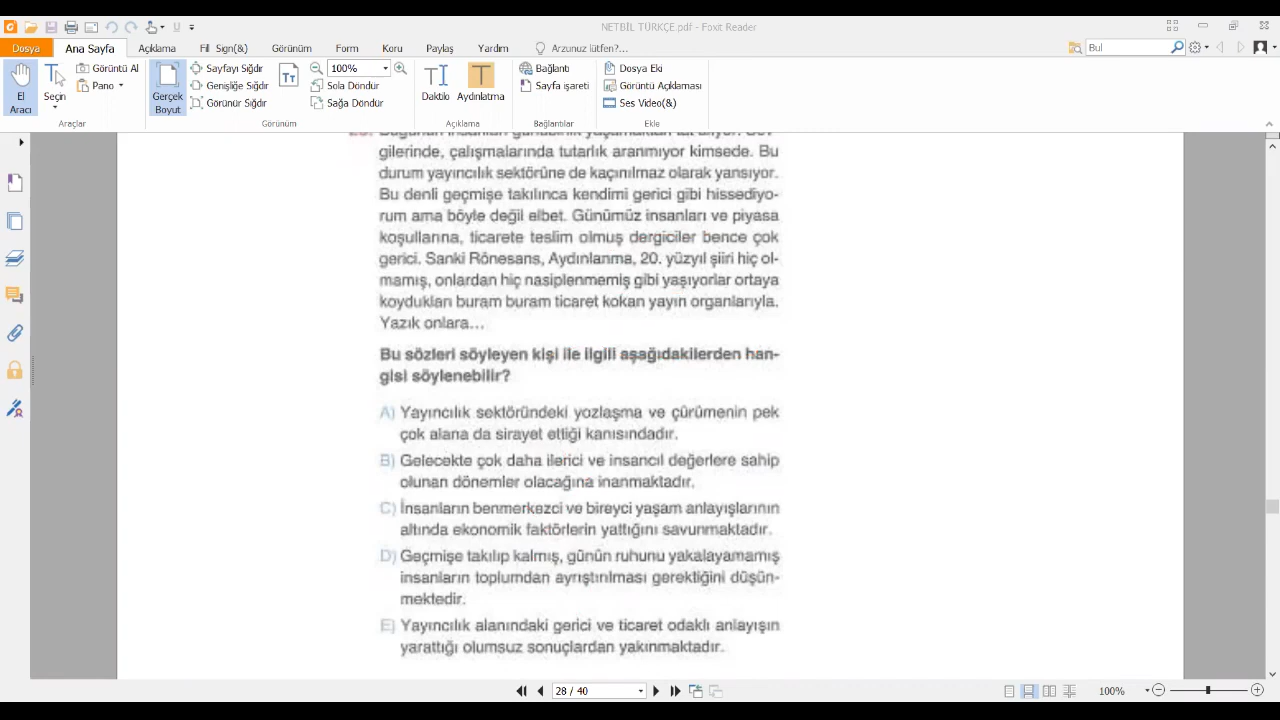 NETBİL TÜRKÇE.pdf - Foxit Reader
Dosya Ana Sayfa Açıklama Fil Sign(&) Görünüm Form Koru Paylaş Yardım Arzunuz lütfen?... Bul
El Aracı
Seçin
Görüntü Al
Pano
Gerçek Boyut
Sayfayı Sığdır
Genişliğe Sığdır
Görünür Sığdır
100%
Sola Döndür
Sağa Döndür
Daktilo
Aydınlatma
Bağlantı
Sayfa işareti
Dosya Eki
Görüntü Açıklaması
Ses Video(&)
Araçlar Görünüm Açıklama Bağlantılar Ekle
Bugünün insanları günübirlik yaşamaktan tat alıyor. Sev-
gilerinde, çalışmalarında tutarlık aranmıyor kimsede. Bu
durum yayıncılık sektörüne de kaçınılmaz olarak yansıyor.
Bu denli geçmişe takılınca kendimi gerici gibi hissediyo-
rum ama böyle değil elbet. Günümüz insanları ve piyasa
koşullarına, ticarete teslim olmuş dergiciler bence çok
gerici. Sanki Rönesans, Aydınlanma, 20. yüzyıl şiiri hiç ol-
mamış, onlardan hiç nasiplenmemiş gibi yaşıyorlar ortaya
koydukları buram buram ticaret kokan yayın organlarıyla.
Yazık onlara...
Bu sözleri söyleyen kişi ile ilgili aşağıdakilerden han-
gisi söylenebilir?
A) Yayıncılık sektöründeki yozlaşma ve çürümenin pek
çok alana da sirayet ettiği kanısındadır.
B) Gelecekte çok daha ilerici ve insancıl değerlere sahip
olunan dönemler olacağına inanmaktadır.
C) İnsanların benmerkezci ve bireyci yaşam anlayışlarının
altında ekonomik faktörlerin yattığını savunmaktadır.
D) Geçmişe takılıp kalmış, günün ruhunu yakalayamamış
insanların toplumdan ayrıştırılması gerektiğini düşün-
mektedir.
E) Yayıncılık alanındaki gerici ve ticaret odaklı anlayışın
yarattığı olumsuz sonuçlardan yakınmaktadır.
28 / 40
100%